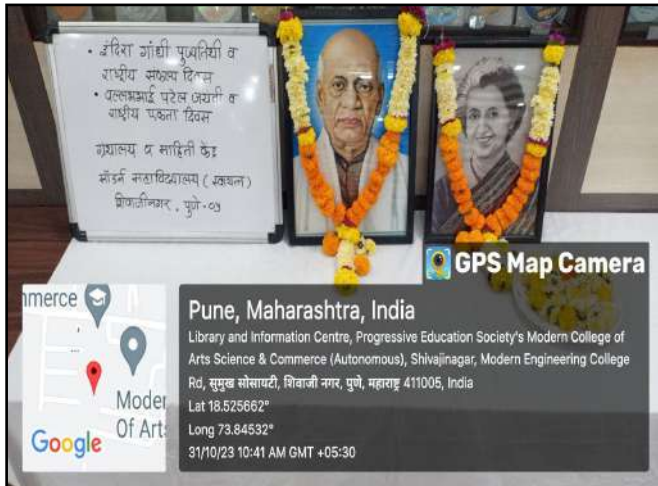 • इंदिरा गांधी पुण्यतिथी व
राष्ट्रीय संकल्प दिवस
• वल्लभभाई पटेल जयंती व
राष्ट्रीय एकता दिवस
ग्रंथालय व माहिती केंद्र
मॉडर्न महाविद्यालय (स्वायत्त)
शिवाजीनगर, पुणे-०५
GPS Map Camera
mmerce
Moder
Of Art
Google
Pune, Maharashtra, India
Library and Information Centre, Progressive Education Society's Modern College of
Arts Science & Commerce (Autonomous), Shivajinagar, Modern Engineering College
Rd, सुमुख सोसायटी, शिवाजी नगर, पुणे, महाराष्ट्र 411005, India
Lat 18.525662°
Long 73.84532°
31/10/23 10:41 AM GMT +05:30